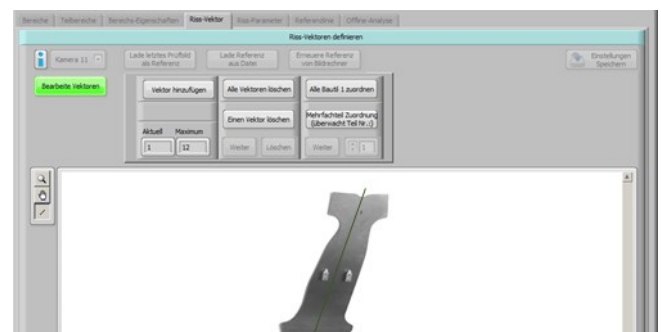 Bereiche
Teilbereiche
Bereichs-Eigenschaften
Riss-Vektor
Riss-Parameter
Referenzlinie
Offline-Analyse
Riss-Vektoren definieren
Kamera 11
Lade letztes Prüfbild
als Referenz
Lade Referenz
aus Datei
Erneuere Referenz
von Bildrechner
Einstellungen
Speichern
Bearbeite Vektoren
Vektor hinzufügen
Alle Vektoren löschen
Alle Bautil 1 zuordnen
Einen Vektor löschen
Mehrfachteil Zuordnung
(überwacht Teil Nr.:)
Aktuell
Maximum
1
12
Weiter
Löschen
Weiter
1